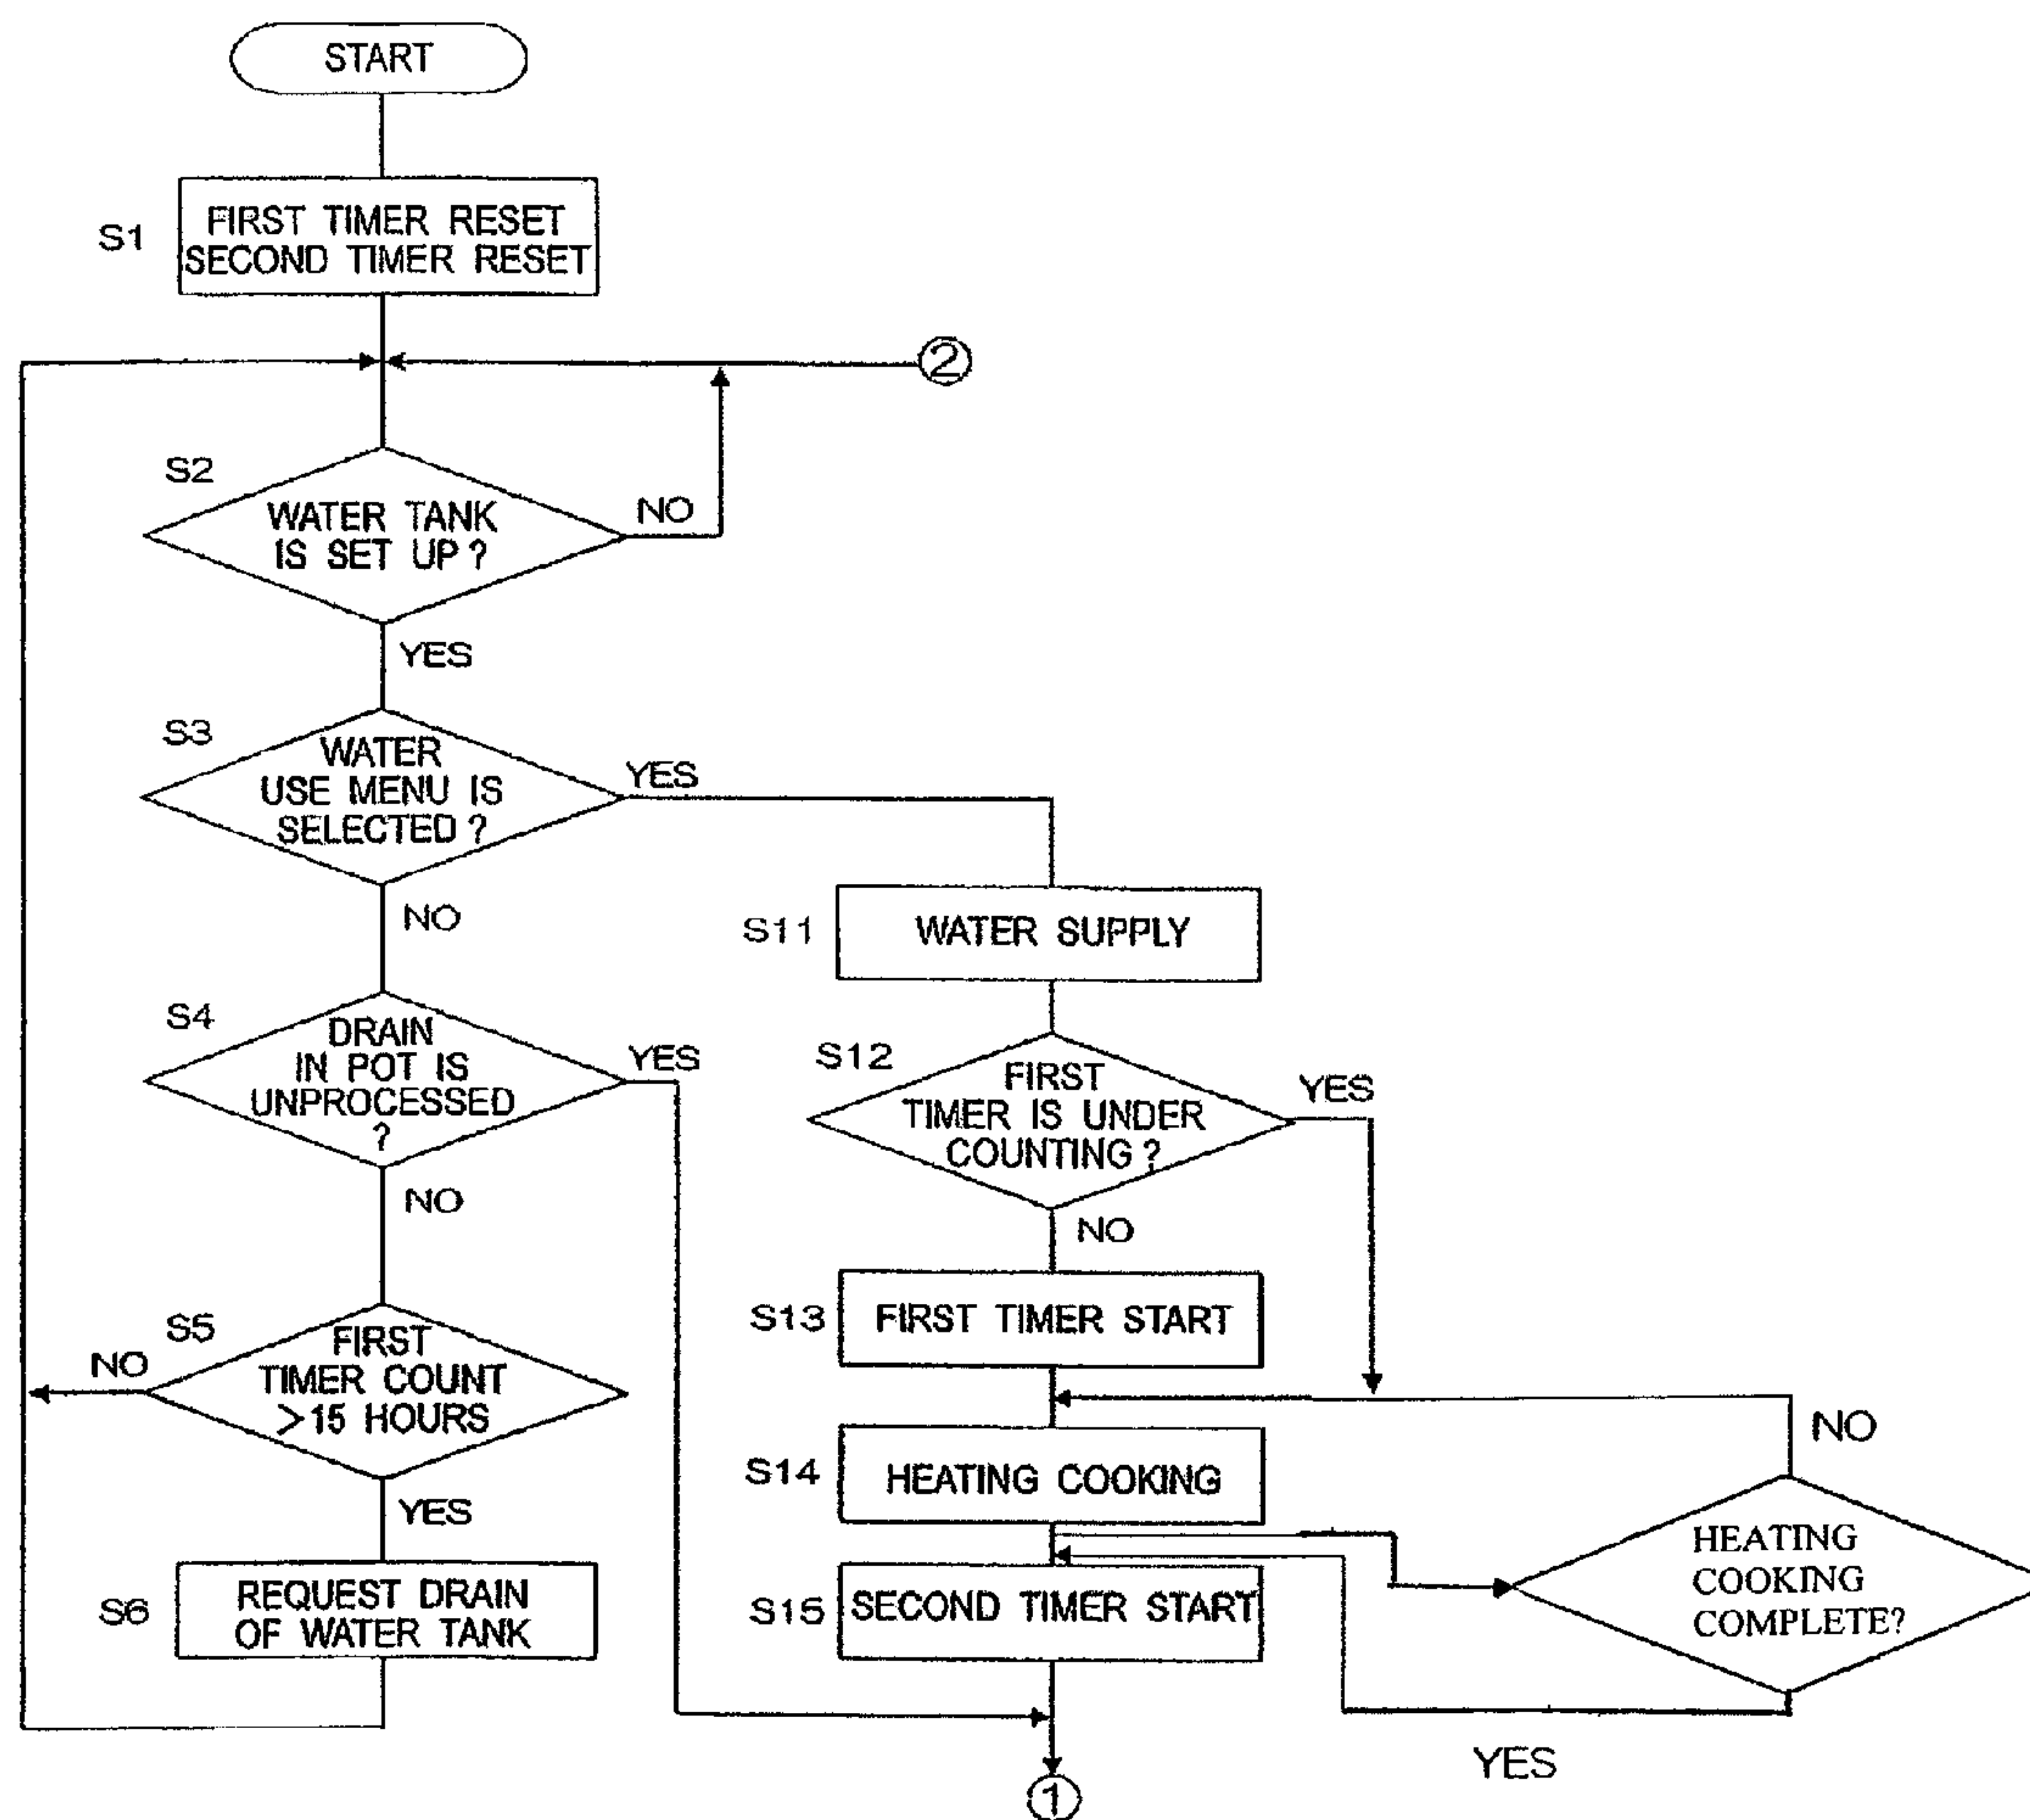 START
S1
FIRST TIMER RESET
SECOND TIMER RESET
②
S2
WATER TANK
IS SET UP?
NO
YES
S3
WATER
USE MENU IS
SELECTED?
YES
NO
S11
WATER SUPPLY
S4
DRAIN
IN POT IS
UNPROCESSED
?
YES
NO
S12
FIRST
TIMER IS UNDER
COUNTING?
YES
NO
S13
FIRST TIMER START
S5
FIRST
TIMER COUNT
>15 HOURS
NO
YES
S14
HEATING COOKING
NO
HEATING
COOKING
COMPLETE?
YES
S6
REQUEST DRAIN
OF WATER TANK
S15
SECOND TIMER START
①